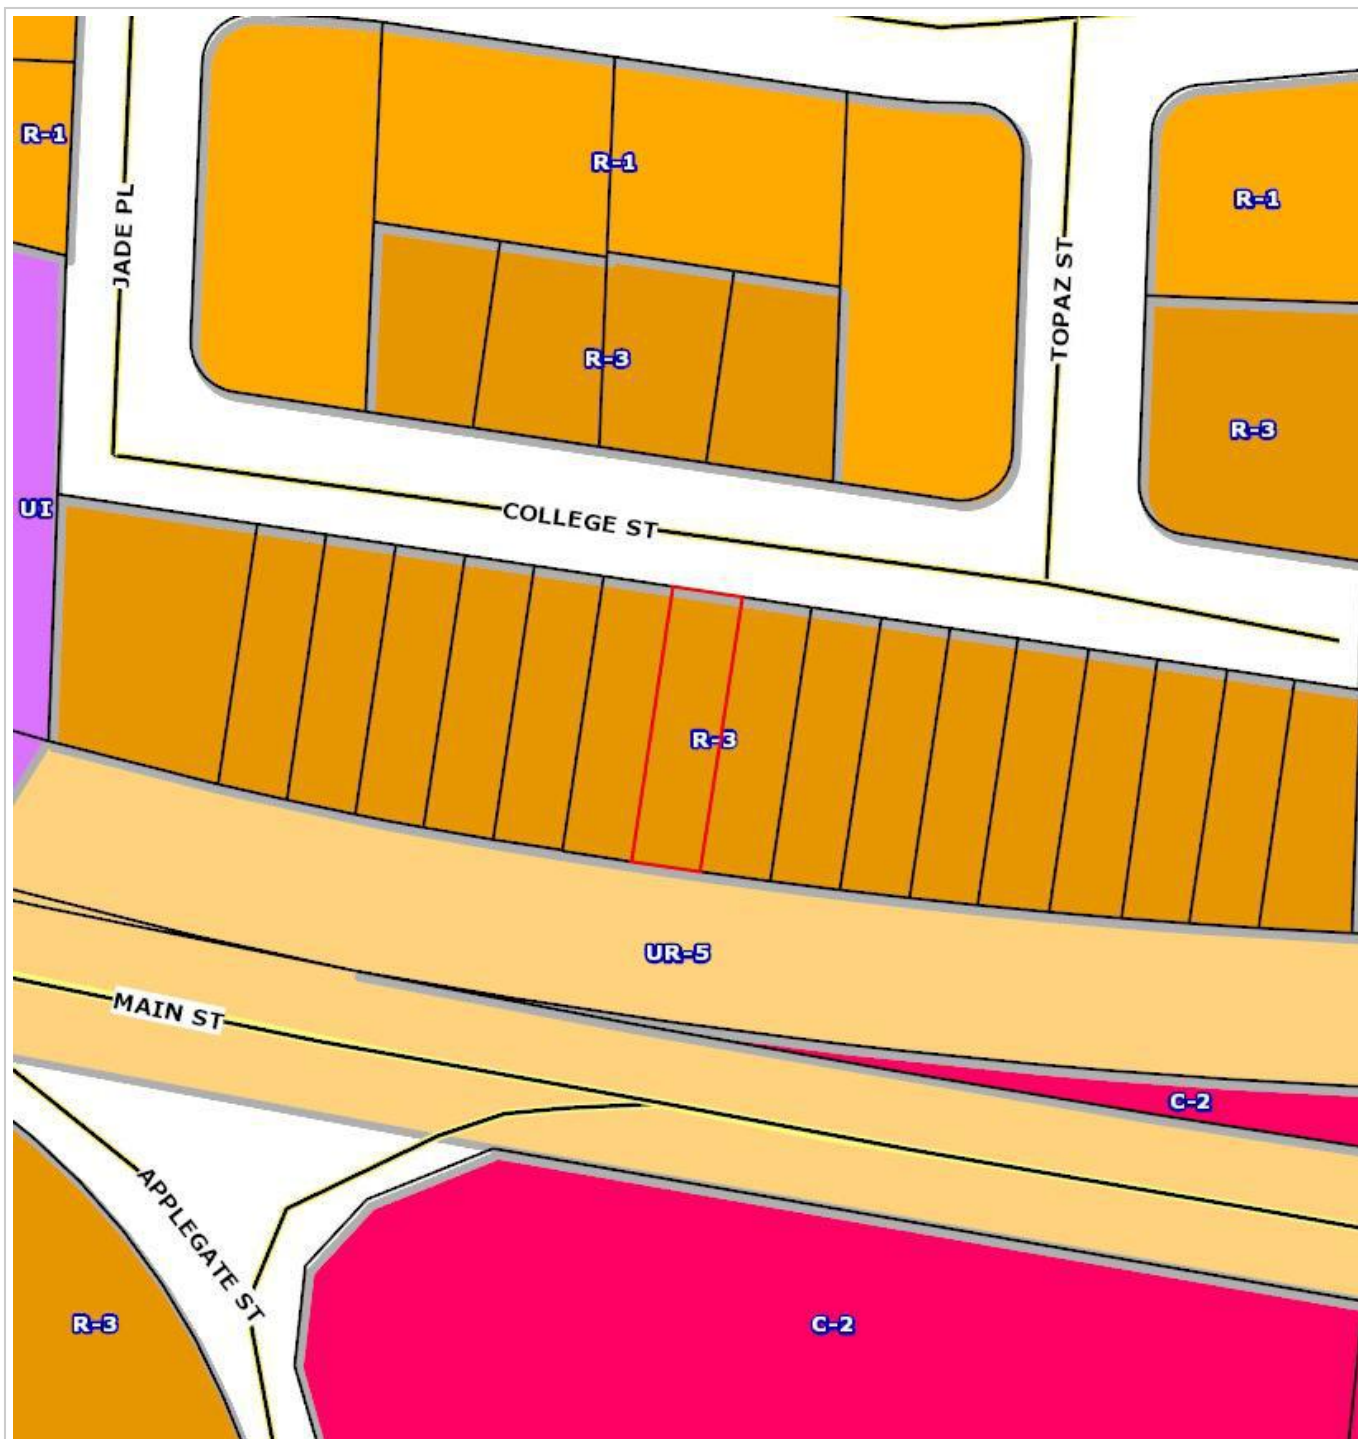 R-1
R-1
R-1
JADE PL
TOPAZ ST
R-3
R-3
UI
COLLEGE ST
R-3
UR-5
MAIN ST
C-2
APPLEGATE ST
R-3
C-2